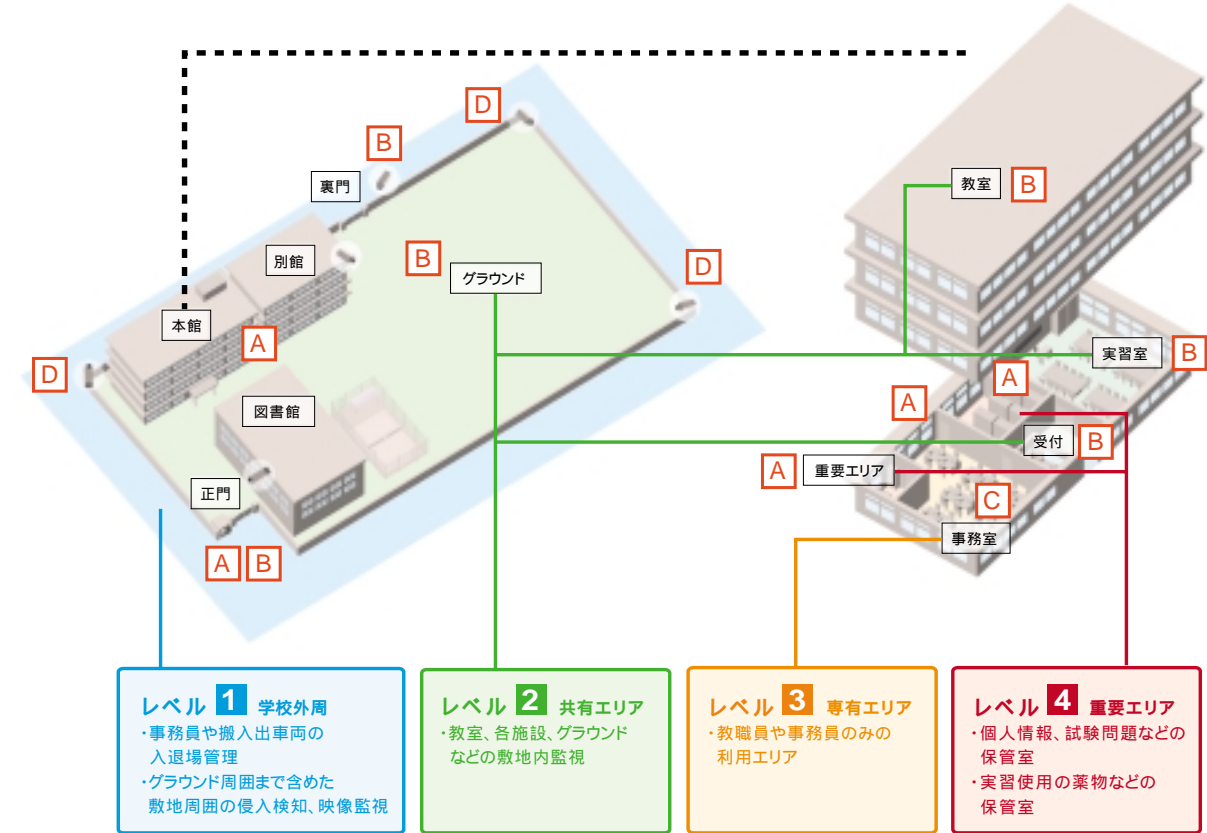 D
B
裏門
教室
B
別館
B
グラウンド
D
本館
A
実習室
B
D
A
A
図書館
受付
B
A
重要エリア
正門
C
事務室
A
B
レベル 1 学校外周
・事務員や搬入出車両の
入退場管理
・グラウンド周囲まで含めた
敷地周囲の侵入検知、映像監視
レベル 2 共有エリア
・教室、各施設、グラウンド
などの敷地内監視
レベル 3 専有エリア
・教職員や事務員のみの
利用エリア
レベル 4 重要エリア
・個人情報、試験問題などの
保管室
・実習使用の薬物などの
保管室